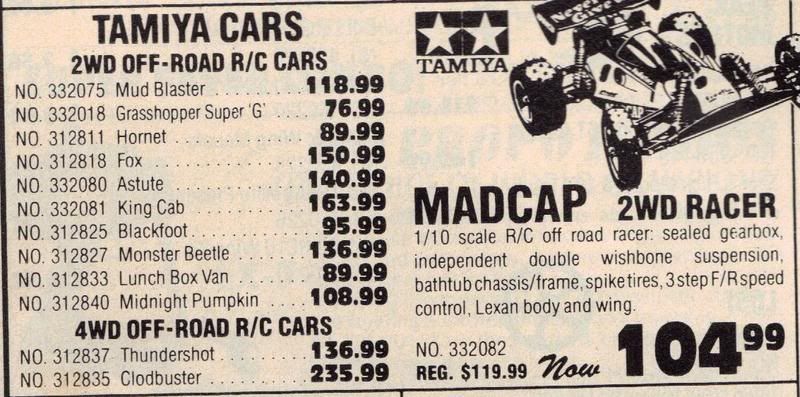 TAMIYA CARS
2WD OFF-ROAD R/C CARS
NO. 332075 Mud Blaster . . . . . . . . . . 118.99
NO. 332018 Grasshopper Super 'G' . . 76.99
NO. 312811 Hornet . . . . . . . . . . . . . . 89.99
NO. 312818 Fox . . . . . . . . . . . . . . . 150.99
NO. 332080 Astute . . . . . . . . . . . . . 140.99
NO. 332081 King Cab . . . . . . . . . . . 163.99
NO. 312825 Blackfoot . . . . . . . . . . . . 95.99
NO. 312827 Monster Beetle . . . . . . . 136.99
NO. 312833 Lunch Box Van . . . . . . . . 89.99
NO. 312840 Midnight Pumpkin . . . . . 108.99
4WD OFF-ROAD R/C CARS
NO. 312837 Thundershot . . . . . . . . . 136.99
NO. 312835 Clodbuster . . . . . . . . . . 235.99
TAMIYA
MADCAP 2WD RACER
1/10 scale R/C off road racer: sealed gearbox,
independent double wishbone suspension,
bathtub chassis/frame, spike tires, 3 step F/R speed
control, Lexan body and wing.
NO. 332082
REG. $119.99 Now 104.99